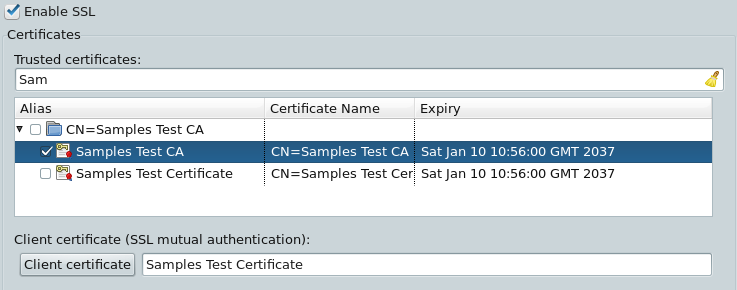 Enable SSL
Certificates
Trusted certificates:
Sam
Alias Certificate Name Expiry
CN=Samples Test CA
Samples Test CA CN=Samples Test CA Sat Jan 10 10:56:00 GMT 2037
Samples Test Certificate CN=Samples Test Cer Sat Jan 10 10:56:00 GMT 2037
Client certificate (SSL mutual authentication):
Client certificate Samples Test Certificate